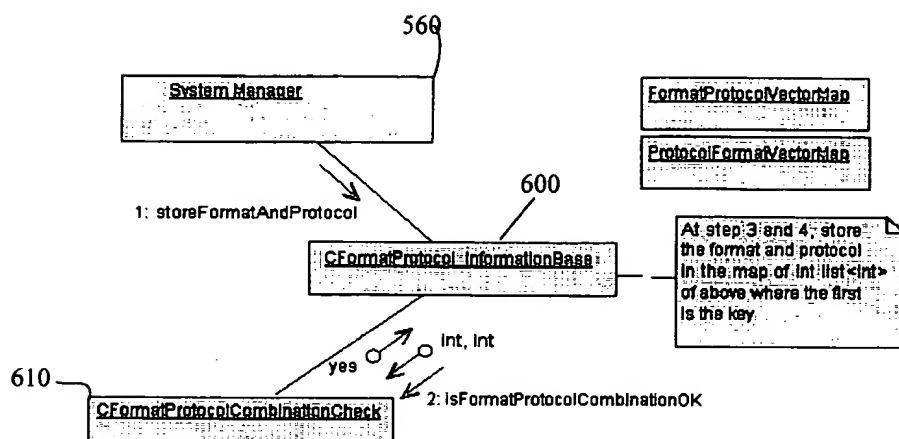 560
System Manager
FormatProtocolVectorMap
ProtocolFormatVectorMap
600
1: storeFormatAndProtocol
CFormatProtocol_InformationBase
At step 3 and 4, store
the format and protocol
in the map of int list<int>
of above where the first
is the key
int, int
yes
610
2: isFormatProtocolCombinationOK
CFormatProtocolCombinationCheck